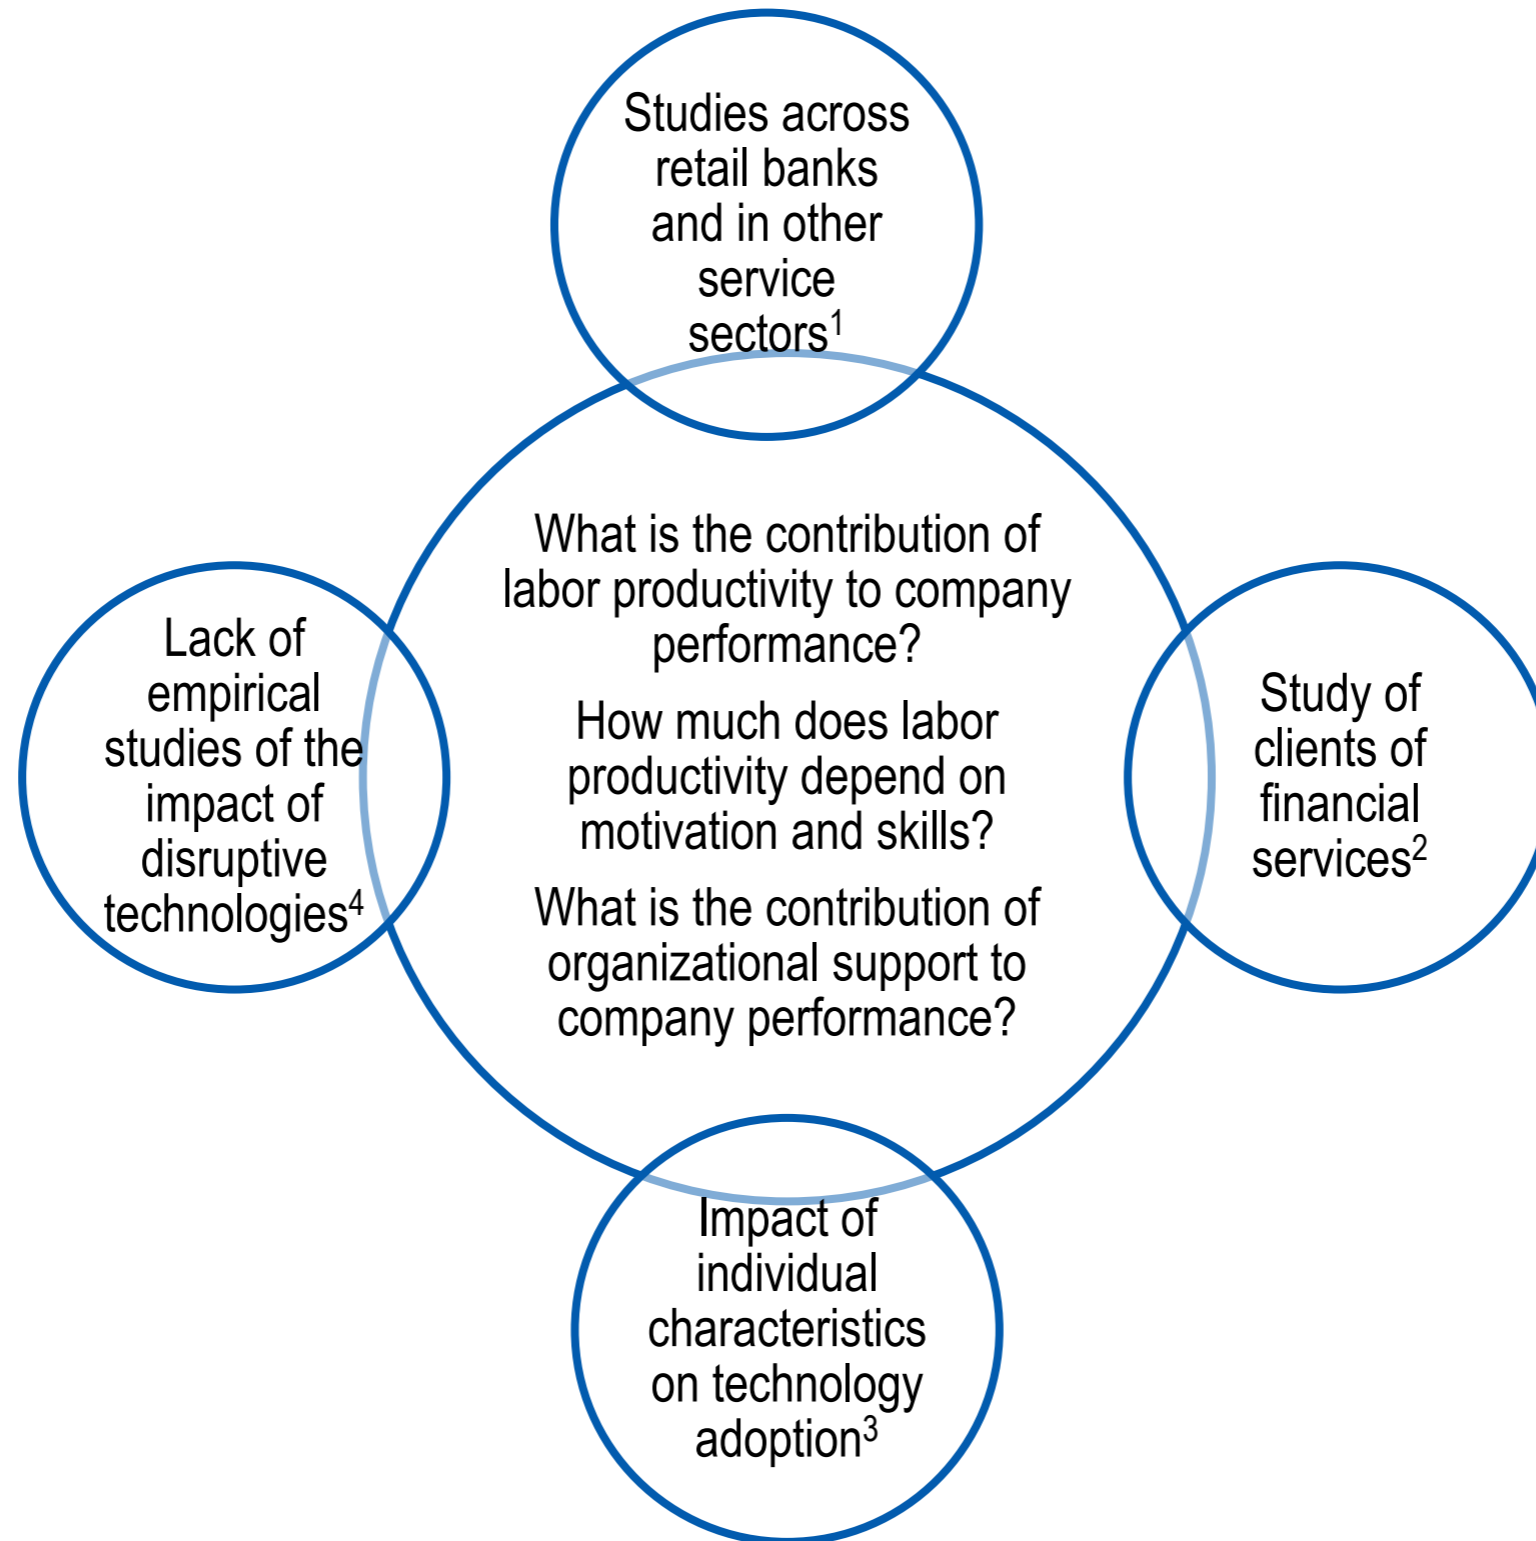 Studies across
retail banks
and in other
service
sectors1
What is the contribution of
labor productivity to company
performance?
How much does labor
productivity depend on
motivation and skills?
What is the contribution of
organizational support to
company performance?
Study of
clients of
financial
services2
Impact of
individual
characteristics
on technology
adoption3
Lack of
empirical
studies of the
impact of
disruptive
technologies4